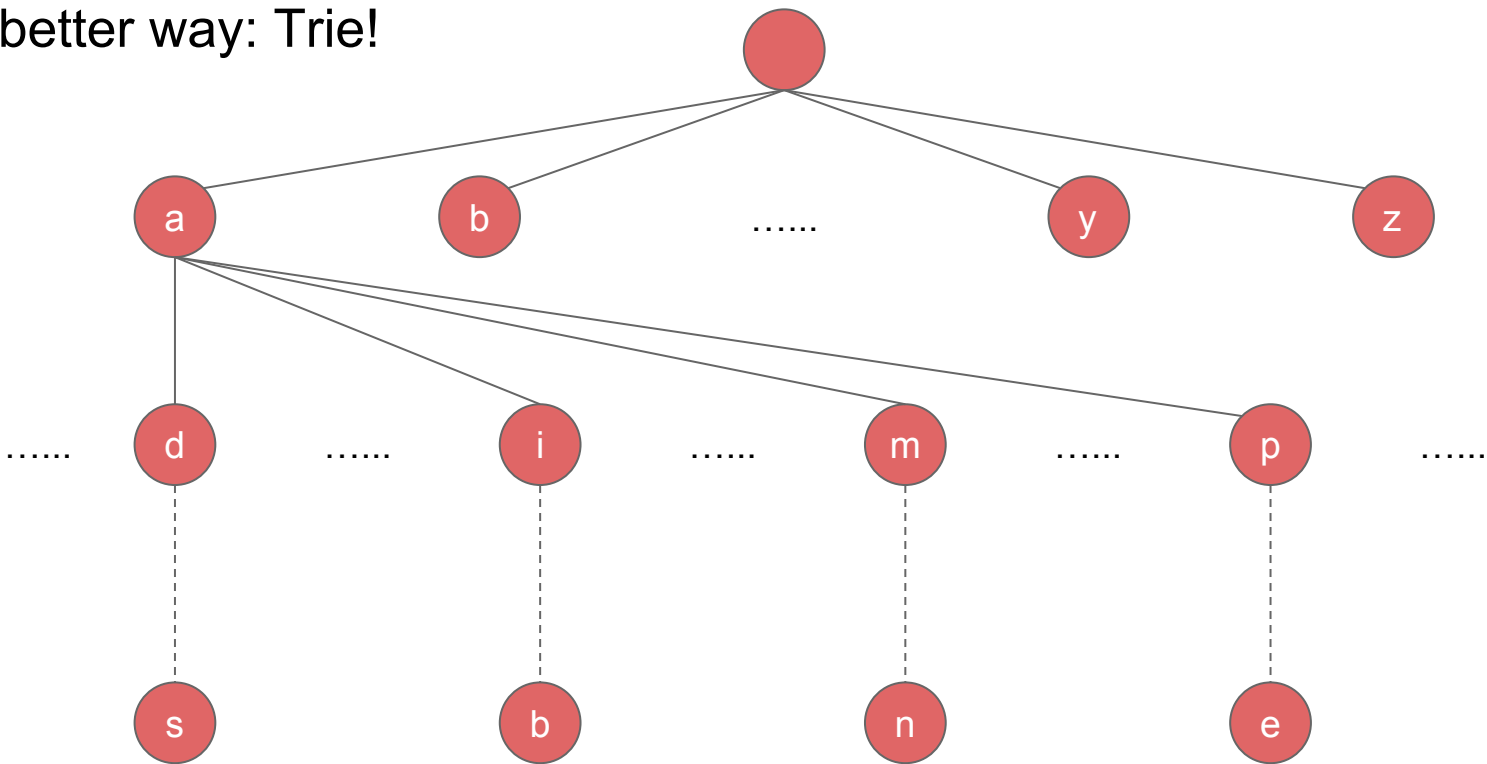 better way: Trie!
a b …... y z
…... d …... i …... m …... p …...
s b n e